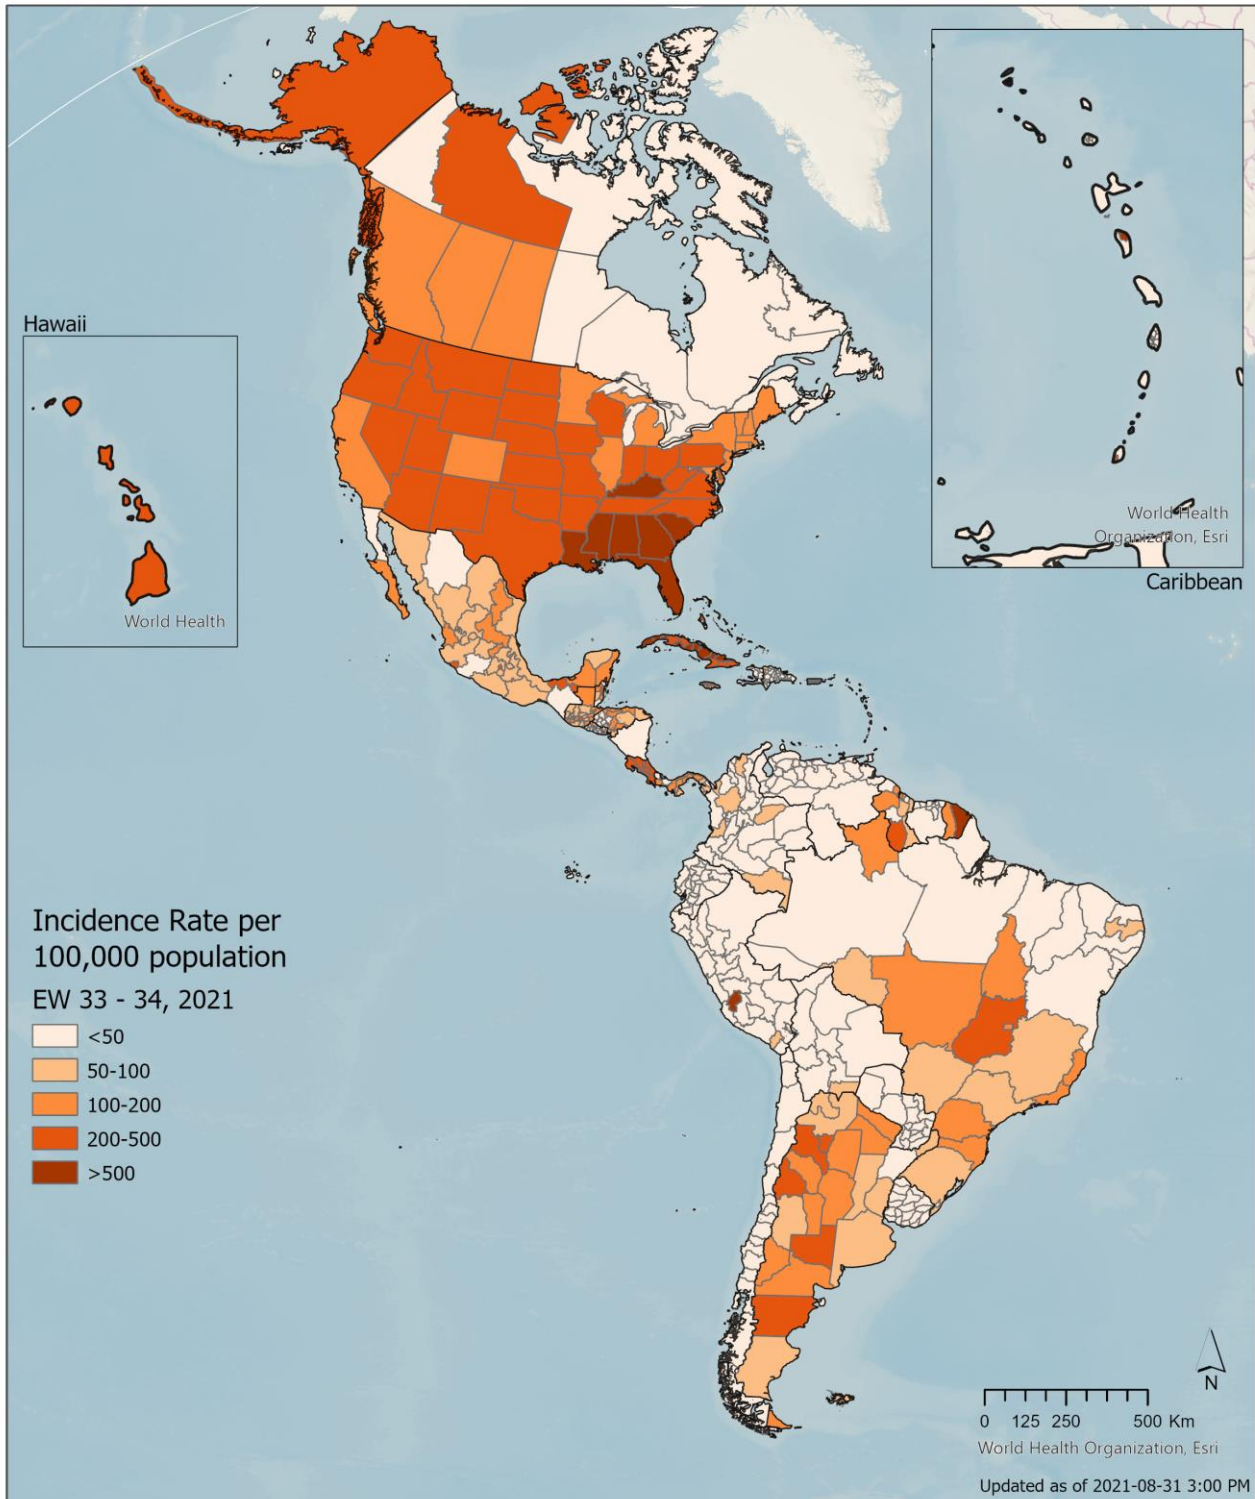 Hawaii
World Health
World Health
Organization, Esri
Caribbean
Incidence Rate per
100,000 population
EW 33 - 34, 2021
<50
50-100
100-200
200-500
>500
N
0 125 250 500 Km
World Health Organization, Esri
Updated as of 2021-08-31 3:00 PM